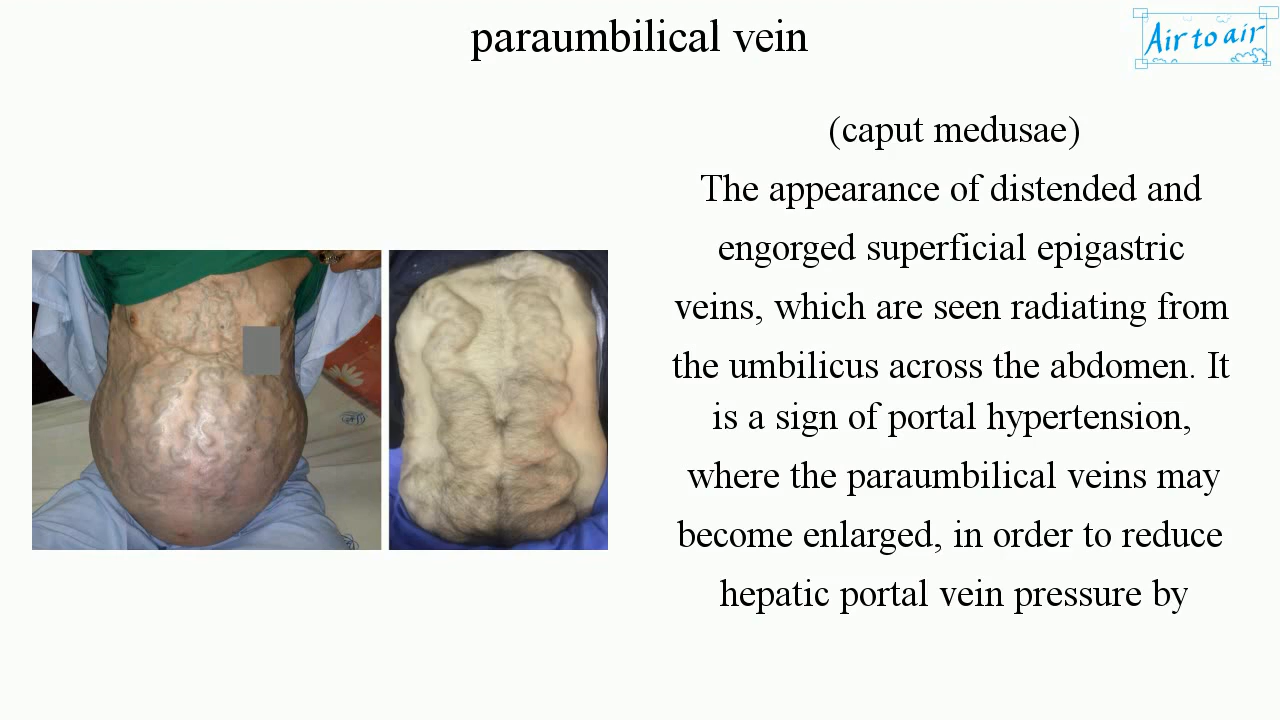 paraumbilical vein
Air to air
(caput medusae)
The appearance of distended and
engorged superficial epigastric
veins, which are seen radiating from
the umbilicus across the abdomen. It
is a sign of portal hypertension,
where the paraumbilical veins may
become enlarged, in order to reduce
hepatic portal vein pressure by